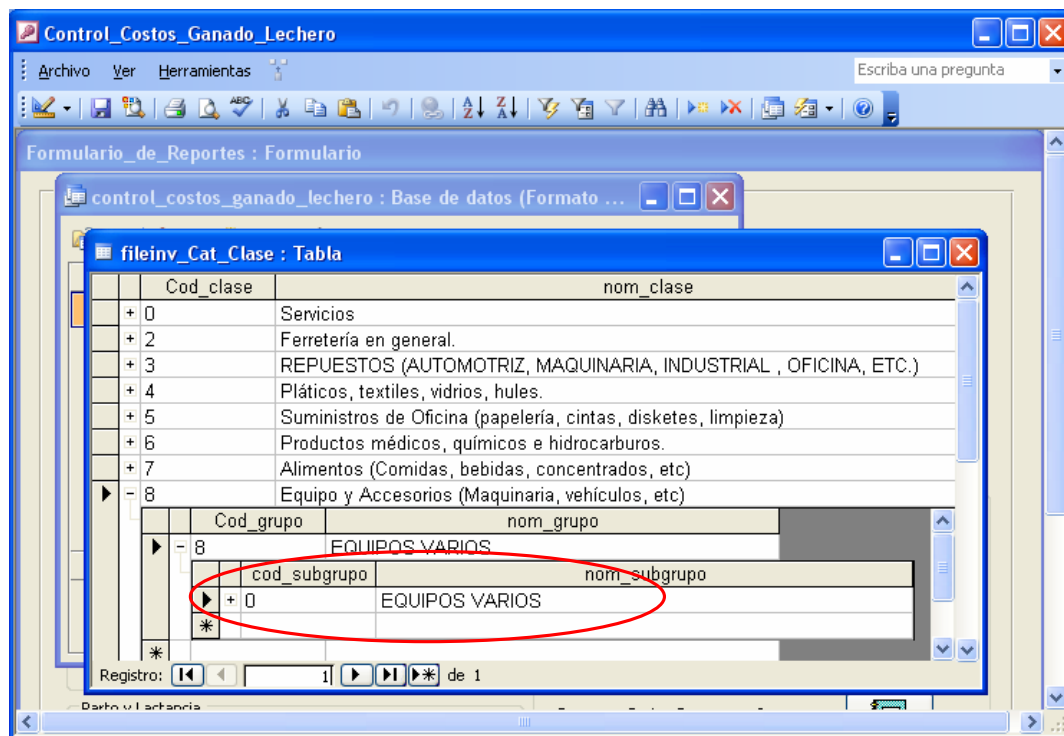 Control_Costos_Ganado_Lechero
Archivo Ver Herramientas
Escriba una pregunta
Formulario_de_Reportes : Formulario
control_costos_ganado_lechero : Base de datos (Formato ...
fileinv_Cat_Clase : Tabla
Cod_clase nom_clase
0 Servicios
2 Ferretería en general.
3 REPUESTOS (AUTOMOTRIZ, MAQUINARIA, INDUSTRIAL , OFICINA, ETC.)
4 Pláticos, textiles, vidrios, hules.
5 Suministros de Oficina (papelería, cintas, disketes, limpieza)
6 Productos médicos, químicos e hidrocarburos.
7 Alimentos (Comidas, bebidas, concentrados, etc)
8 Equipo y Accesorios (Maquinaria, vehículos, etc)
Cod_grupo nom_grupo
8 EQUIPOS VARIOS
cod_subgrupo nom_subgrupo
0 EQUIPOS VARIOS
Registro: 1 de 1
Parto y Lactancia